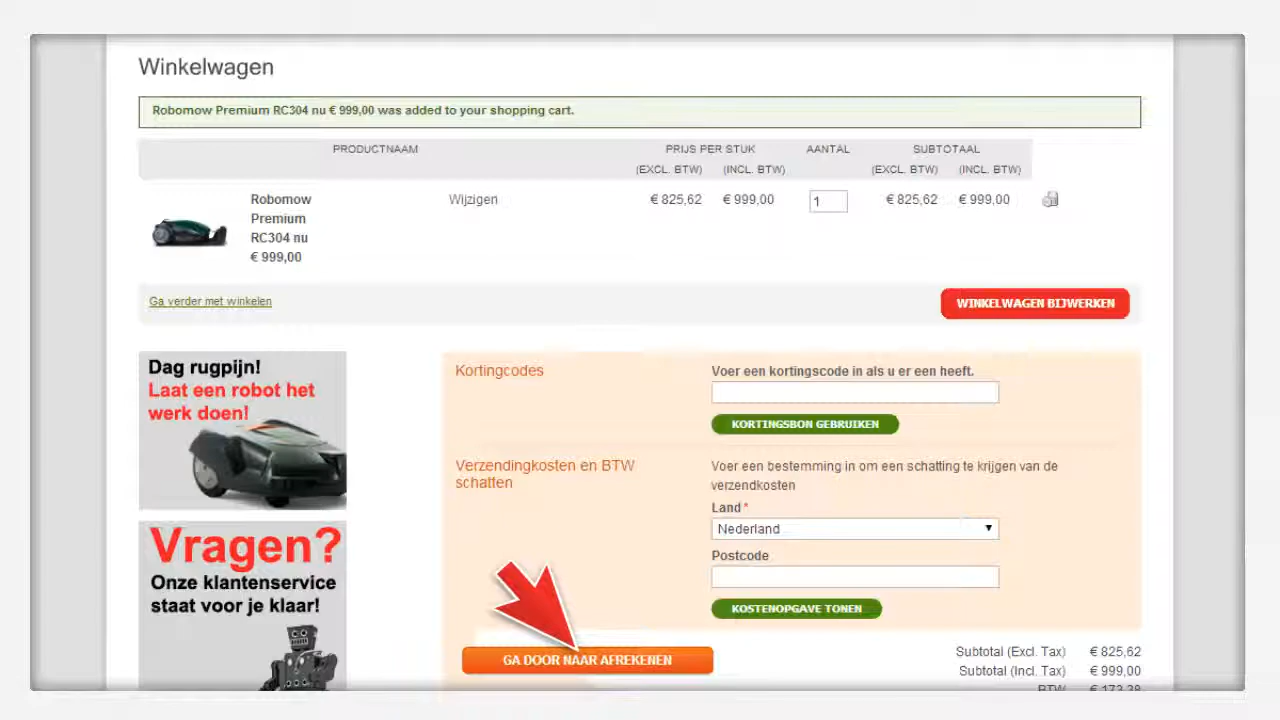 Winkelwagen
Robomow Premium RC304 nu € 999,00 was added to your shopping cart.
PRODUCTNAAM PRIJS PER STUK AANTAL SUBTOTAAL
(EXCL. BTW) (INCL. BTW) (EXCL. BTW) (INCL. BTW)
Robomow Wijzigen € 825,62 € 999,00 1 € 825,62 € 999,00
Premium
RC304 nu
€ 999,00
Ga verder met winkelen WINKELWAGEN BIJWERKEN
Dag rugpijn!
Laat een robot het
werk doen!
Vragen?
Onze klantenservice
staat voor je klaar!
Kortingcodes
Voer een kortingscode in als u er een heeft.
KORTINGSBON GEBRUIKEN
Verzendingkosten en BTW
schatten
Voer een bestemming in om een schatting te krijgen van de
verzendkosten
Land *
Nederland
Postcode
KOSTENOPGAVE TONEN
GA DOOR NAAR AFREKENEN
Subtotal (Excl. Tax) € 825,62
Subtotal (Incl. Tax) € 999,00
BTW € 173,38